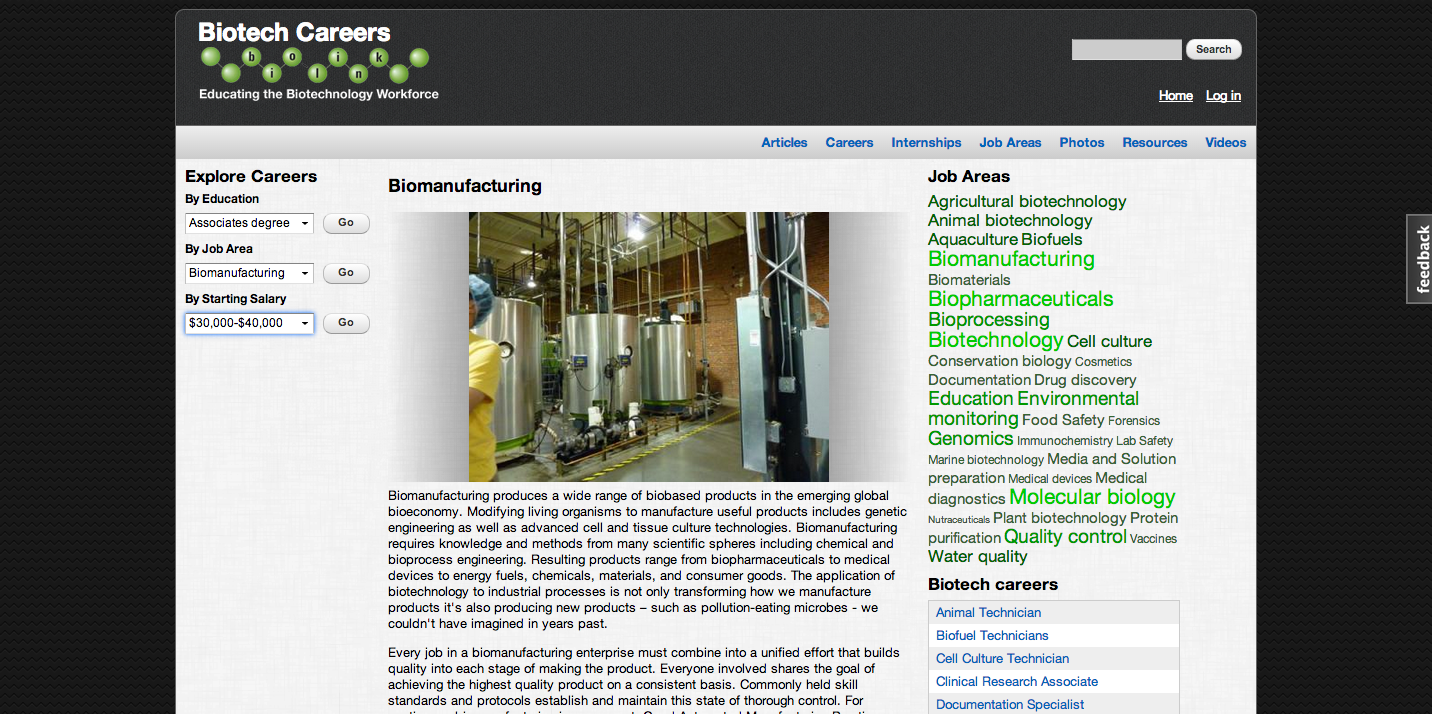 Biotech Careers
b i o l i n k
Educating the Biotechnology Workforce
Search
Home Log in
Articles Careers Internships Job Areas Photos Resources Videos
Explore Careers
By Education
Associates degree Go
By Job Area
Biomanufacturing Go
By Starting Salary
$30,000-$40,000 Go
Biomanufacturing
Biomanufacturing produces a wide range of biobased products in the emerging global
bioeconomy. Modifying living organisms to manufacture useful products includes genetic
engineering as well as advanced cell and tissue culture technologies. Biomanufacturing
requires knowledge and methods from many scientific spheres including chemical and
bioprocess engineering. Resulting products range from biopharmaceuticals to medical
devices to energy fuels, chemicals, materials, and consumer goods. The application of
biotechnology to industrial processes is not only transforming how we manufacture
products it's also producing new products – such as pollution-eating microbes - we
couldn't have imagined in years past.
Every job in a biomanufacturing enterprise must combine into a unified effort that builds
quality into each stage of making the product. Everyone involved shares the goal of
achieving the highest quality product on a consistent basis. Commonly held skill
standards and protocols establish and maintain this state of thorough control. For
Job Areas
Agricultural biotechnology
Animal biotechnology
Aquaculture Biofuels
Biomanufacturing
Biomaterials
Biopharmaceuticals
Bioprocessing
Biotechnology Cell culture
Conservation biology Cosmetics
Documentation Drug discovery
Education Environmental
monitoring Food Safety Forensics
Genomics Immunochemistry Lab Safety
Marine biotechnology Media and Solution
preparation Medical devices Medical
diagnostics Molecular biology
Nutraceuticals Plant biotechnology Protein
purification Quality control Vaccines
Water quality
Biotech careers
Animal Technician
Biofuel Technicians
Cell Culture Technician
Clinical Research Associate
Documentation Specialist
feedback